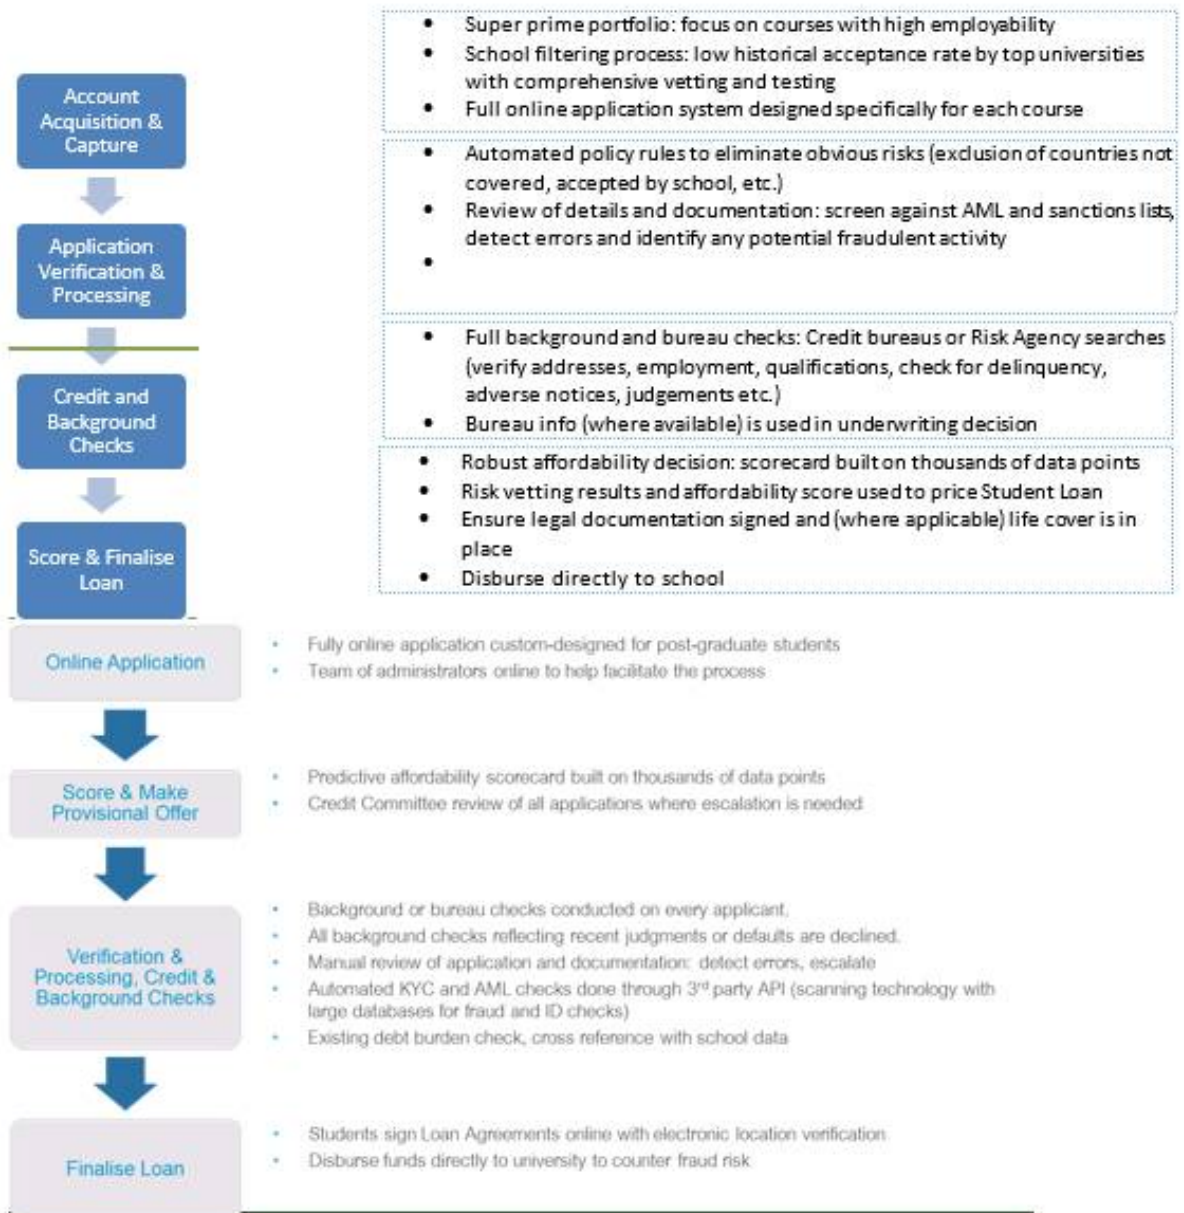 Account
Acquisition &
Capture
• Super prime portfolio: focus on courses with high employability
• School filtering process: low historical acceptance rate by top universities
with comprehensive vetting and testing
• Full online application system designed specifically for each course
Application
Verification &
Processing
• Automated policy rules to eliminate obvious risks (exclusion of countries not
covered, accepted by school, etc.)
• Review of details and documentation: screen against AML and sanctions lists,
detect errors and identify any potential fraudulent activity
•
Credit and
Background
Checks
• Full background and bureau checks: Credit bureaus or Risk Agency searches
(verify addresses, employment, qualifications, check for delinquency,
adverse notices, judgements etc.)
• Bureau info (where available) is used in underwriting decision
Score & Finalise
Loan
• Robust affordability decision: scorecard built on thousands of data points
• Risk vetting results and affordability score used to price Student Loan
• Ensure legal documentation signed and (where applicable) life cover is in
place
• Disburse directly to school
Online Application
• Fully online application custom-designed for post-graduate students
• Team of administrators online to help facilitate the process
Score & Make
Provisional Offer
• Predictive affordability scorecard built on thousands of data points
• Credit Committee review of all applications where escalation is needed
Verification &
Processing, Credit &
Background Checks
• Background or bureau checks conducted on every applicant.
• All background checks reflecting recent judgments or defaults are declined.
• Manual review of application and documentation: detect errors, escalate
• Automated KYC and AML checks done through 3rd party API (scanning technology with
large databases for fraud and ID checks)
• Existing debt burden check, cross reference with school data
Finalise Loan
• Students sign Loan Agreements online with electronic location verification
• Disburse funds directly to university to counter fraud risk